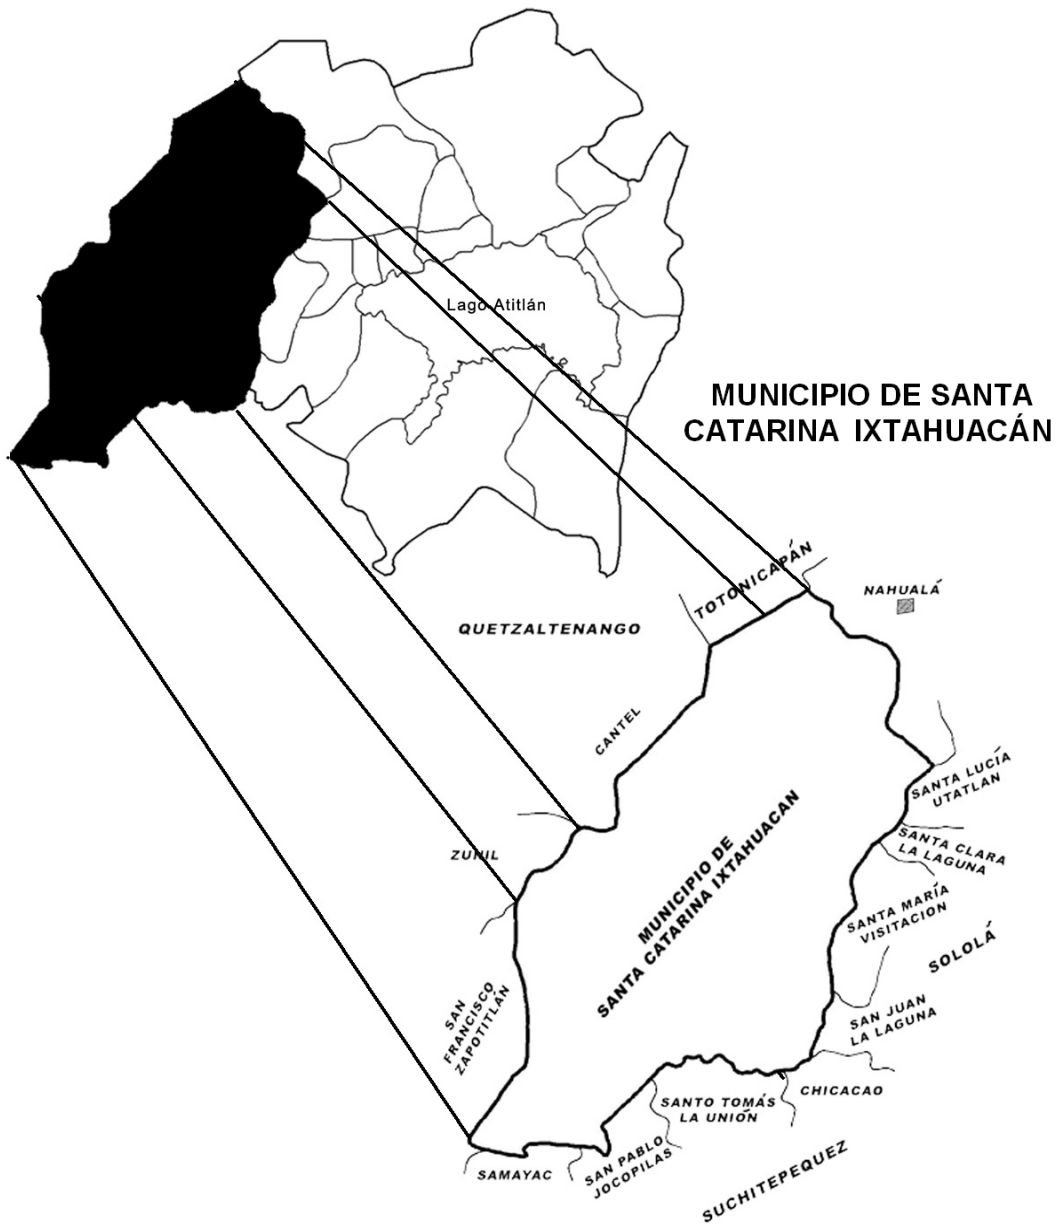 Lago Atitlán
MUNICIPIO DE SANTA
CATARINA IXTAHUACÁN
TOTONICAPÁN
NAHUALÁ
QUETZALTENANGO
CANTEL
SANTA LUCÍA
UTATLAN
ZUNIL
SANTA CLARA
LA LAGUNA
MUNICIPIO DE
SANTA CATARINA IXTAHUACAN
SANTA MARÍA
VISITACION
SOLOLÁ
SAN
FRANCISCO
ZAPOTITLÁN
SAN JUAN
LA LAGUNA
CHICACAO
SANTO TOMÁS
LA UNIÓN
SAN PABLO
JOCOPILAS
SAMAYAC
SUCHITEPEQUEZ